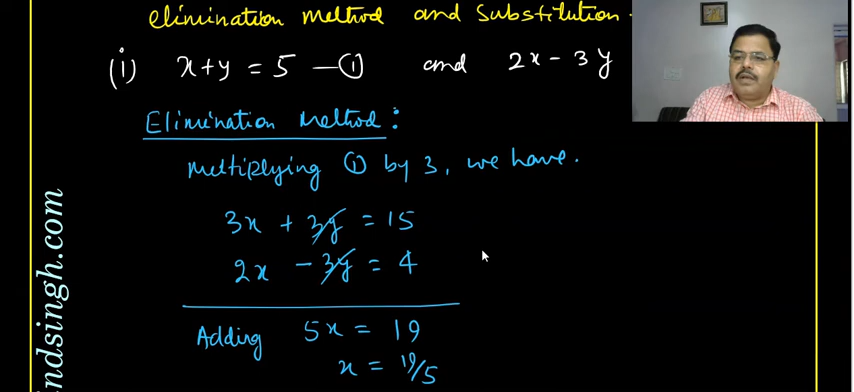 elimination method and substitution.
(i) x+y = 5 —① and 2x - 3y
Elimination Method:
Multiplying ① by 3, we have.
3x + 3y = 15
2x - 3y = 4
Adding 5x = 19
x = 19/5
ndsingh.com